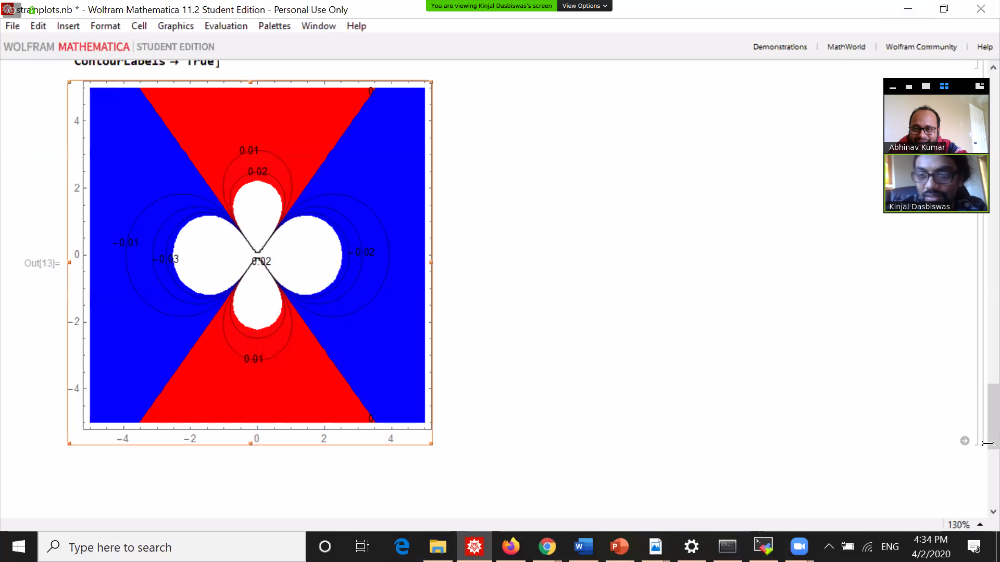 strainplots.nb * - Wolfram Mathematica 11.2 Student Edition - Personal Use Only
You are viewing Kinjal Dasbiswas's screen View Options
File Edit Insert Format Cell Graphics Evaluation Palettes Window Help
WOLFRAM MATHEMATICA STUDENT EDITION
Demonstrations MathWorld Wolfram Community Help
ContourLabels → True]
0
4
0.01
0.02
2
-0.01
-0.02
0
-0.03
0.02
Out[13]=
-2
0.01
-4
0
-4 -2 0 2 4
Abhinav Kumar
Kinjal Dasbiswas
130%
Type here to search
ENG
4:34 PM
4/2/2020